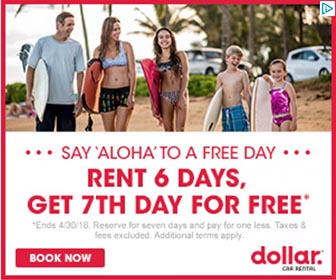 ••• SAY 'ALOHA' TO A FREE DAY •••
RENT 6 DAYS,
GET 7TH DAY FOR FREE*
*Ends 4/30/18. Reserve for seven days and pay for one less. Taxes &
fees excluded. Additional terms apply.
BOOK NOW
dollar.
CAR RENTAL